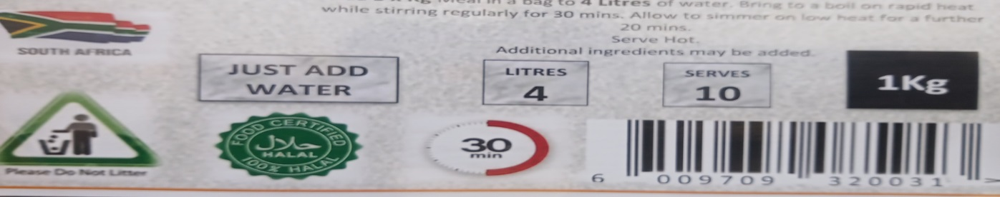 Meal in a bag to 4 Litres of water. Bring to a boil on rapid heat
while stirring regularly for 30 mins. Allow to simmer on low heat for a further
20 mins.
Serve Hot.
Additional ingredients may be added.
SOUTH AFRICA
JUST ADD
WATER
LITRES
4
SERVES
10
1Kg
FOOD CERTIFIED
حلال
HALAL
100% HALAL
30
min
Please Do Not Litter
6 009709 320031 >